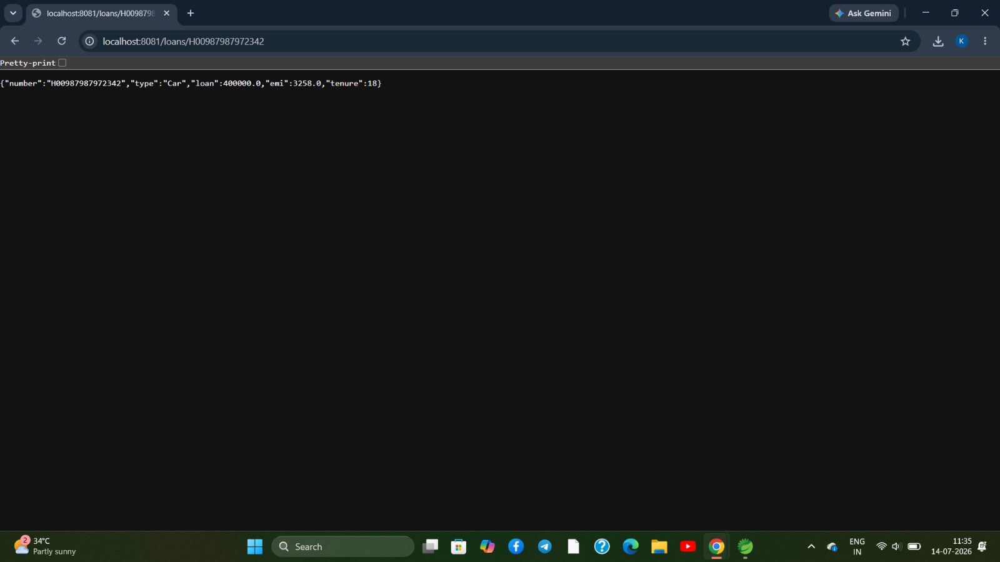 localhost:8081/loans/H0098798
Ask Gemini
localhost:8081/loans/H00987987972342
K
Pretty-print
{"number":"H00987987972342","type":"Car","loan":400000.0,"emi":3258.0,"tenure":18}
2
34°C
Partly sunny
Search
ENG
IN
11:35
14-07-2026